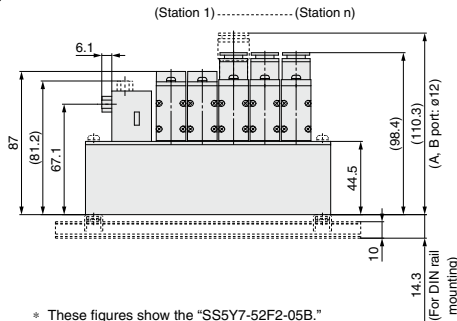 (Station 1) ---------- (Station n)
6.1
87
(81.2)
67.1
44.5
(98.4)
(110.3)
(A, B port: ø12)
10
14.3
(For DIN rail
mounting)
* These figures show the “SS5Y7-52F2-05B.”